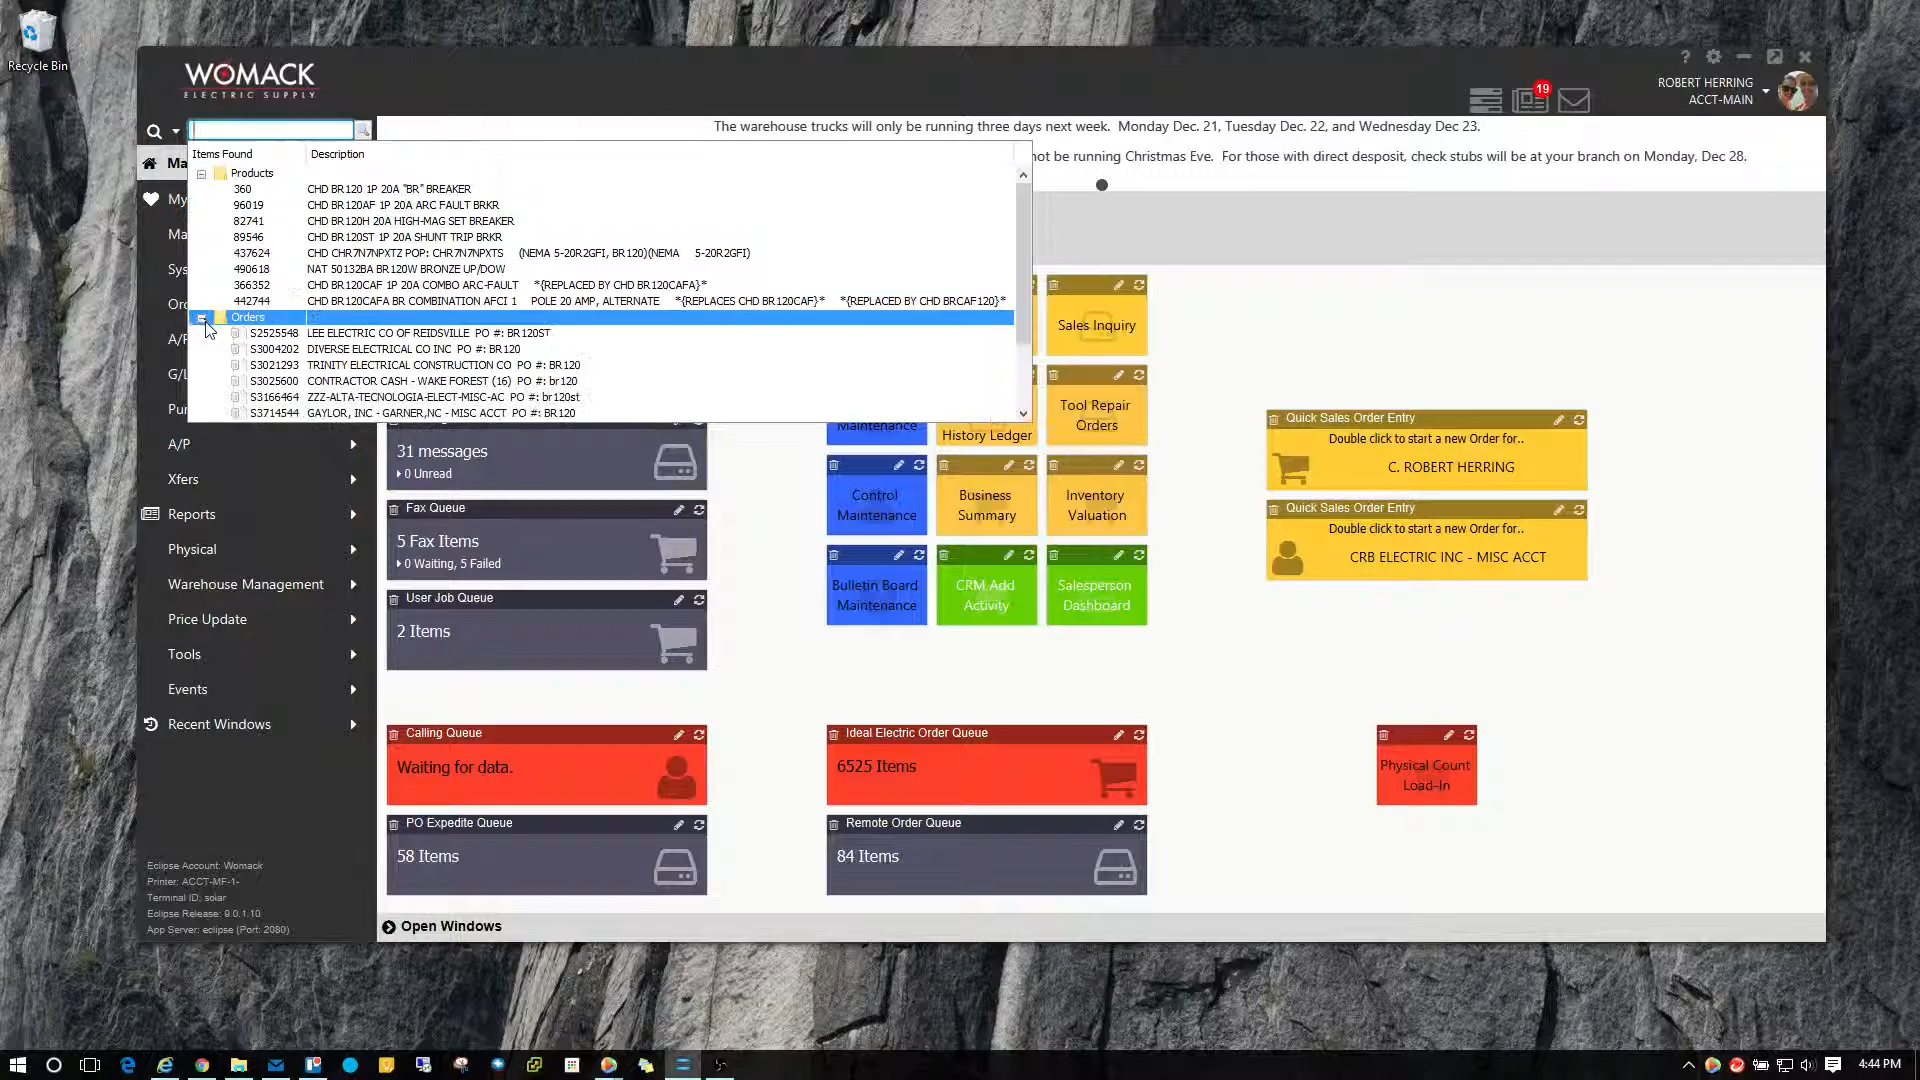 Recycle Bin
WOMACK
ELECTRIC SUPPLY
19
ROBERT HERRING
ACCT-MAIN
The warehouse trucks will only be running three days next week.  Monday Dec. 21, Tuesday Dec. 22, and Wednesday Dec 23.
not be running Christmas Eve.  For those with direct desposit, check stubs will be at your branch on Monday, Dec 28.
Items Found Description
Products
360 CHD BR120 1P 20A "BR" BREAKER
96019 CHD BR120AF 1P 20A ARC FAULT BRKR
82741 CHD BR120H 20A HIGH-MAG SET BREAKER
89546 CHD BR120ST 1P 20A SHUNT TRIP BRKR
437624 CHD CHR7N7NPXTZ POP: CHR7N7NPXTS (NEMA 5-20R2GFI, BR120)(NEMA 5-20R2GFI)
490618 NAT 50132BA BR120W BRONZE UP/DOW
366352 CHD BR120CAF 1P 20A COMBO ARC-FAULT *{REPLACED BY CHD BR120CAFA}*
442744 CHD BR120CAFA BR COMBINATION AFCI 1 POLE 20 AMP, ALTERNATE *{REPLACES CHD BR120CAF}* *{REPLACED BY CHD BRCAF120}*
Orders
S2525548 LEE ELECTRIC CO OF REIDSVILLE PO #: BR120ST
S3004202 DIVERSE ELECTRICAL CO INC PO #: BR120
S3021293 TRINITY ELECTRICAL CONSTRUCTION CO PO #: BR120
S3025600 CONTRACTOR CASH - WAKE FOREST (16) PO #: br120
S3166464 ZZZ-ALTA-TECNOLOGIA-ELECT-MISC-AC PO #: br120st
S3714544 GAYLOR, INC - GARNER,NC - MISC ACCT PO #: BR120
Ma
My
Ma
Sys
Ord
A/R
G/L
Pur
A/P
Xfers
Reports
Physical
Warehouse Management
Price Update
Tools
Events
Recent Windows
Eclipse Account: Womack
Printer: ACCT-MF-1-
Terminal ID: solar
Eclipse Release: 9.0.1.10
App Server: eclipse (Port: 2080)
31 messages
0 Unread
Fax Queue
5 Fax Items
0 Waiting, 5 Failed
User Job Queue
2 Items
Calling Queue
Waiting for data.
PO Expedite Queue
58 Items
Sales Inquiry
Maintenance
History Ledger
Tool Repair
Orders
Control
Maintenance
Business
Summary
Inventory
Valuation
Bulletin Board
Maintenance
CRM Add
Activity
Salesperson
Dashboard
Ideal Electric Order Queue
6525 Items
Remote Order Queue
84 Items
Quick Sales Order Entry
Double click to start a new Order for..
C. ROBERT HERRING
Quick Sales Order Entry
Double click to start a new Order for..
CRB ELECTRIC INC - MISC ACCT
Physical Count
Load-In
Open Windows
4:44 PM